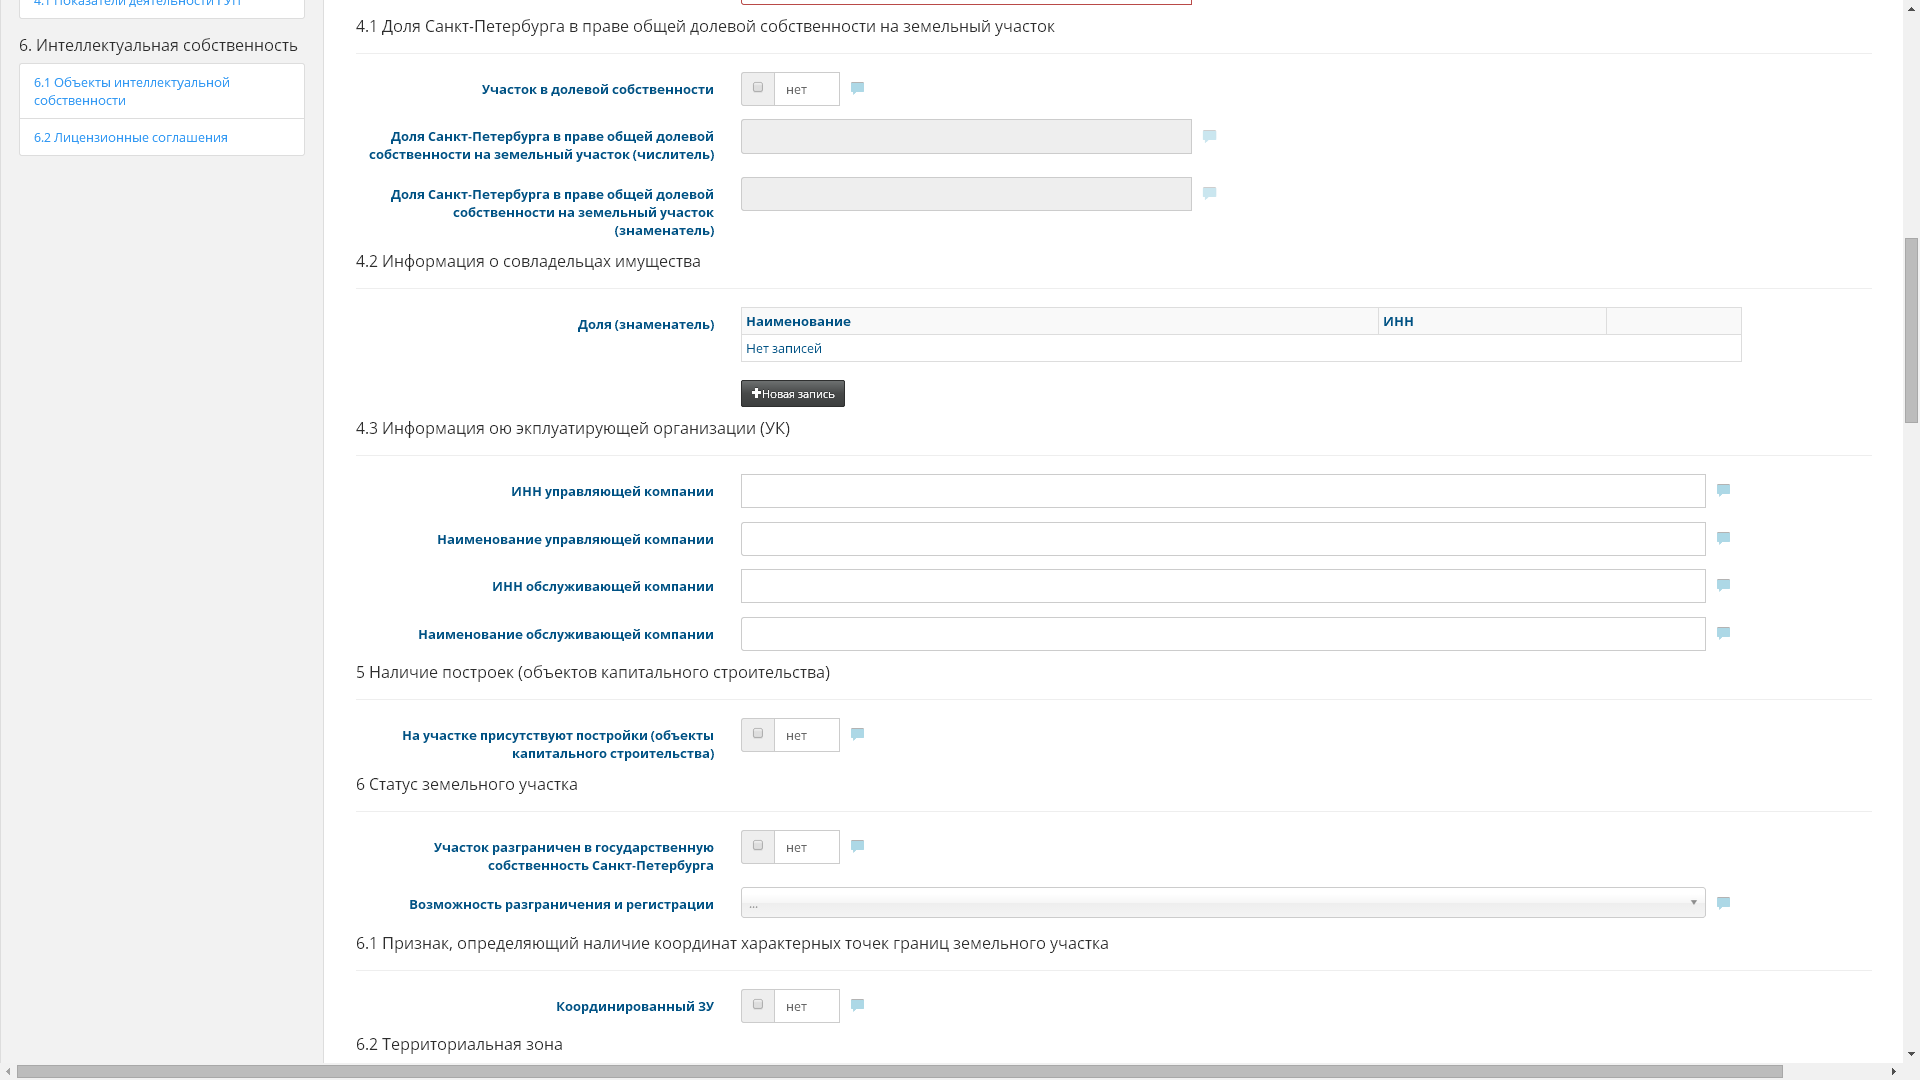 4.1 Показатели деятельности ГУП
6. Интеллектуальная собственность
6.1 Объекты интеллектуальной
собственности
6.2 Лицензионные соглашения
4.1 Доля Санкт-Петербурга в праве общей долевой собственности на земельный участок
Участок в долевой собственности
нет
Доля Санкт-Петербурга в праве общей долевой
собственности на земельный участок (числитель)
Доля Санкт-Петербурга в праве общей долевой
собственности на земельный участок
(знаменатель)
4.2 Информация о совладельцах имущества
Доля (знаменатель)
Наименование ИНН
Нет записей
Новая запись
4.3 Информация ою экплуатирующей организации (УК)
ИНН управляющей компании
Наименование управляющей компании
ИНН обслуживающей компании
Наименование обслуживающей компании
5 Наличие построек (объектов капитального строительства)
На участке присутствуют постройки (объекты
капитального строительства)
нет
6 Статус земельного участка
Участок разграничен в государственную
собственность Санкт-Петербурга
нет
Возможность разграничения и регистрации
...
6.1 Признак, определяющий наличие координат характерных точек границ земельного участка
Координированный ЗУ
нет
6.2 Территориальная зона